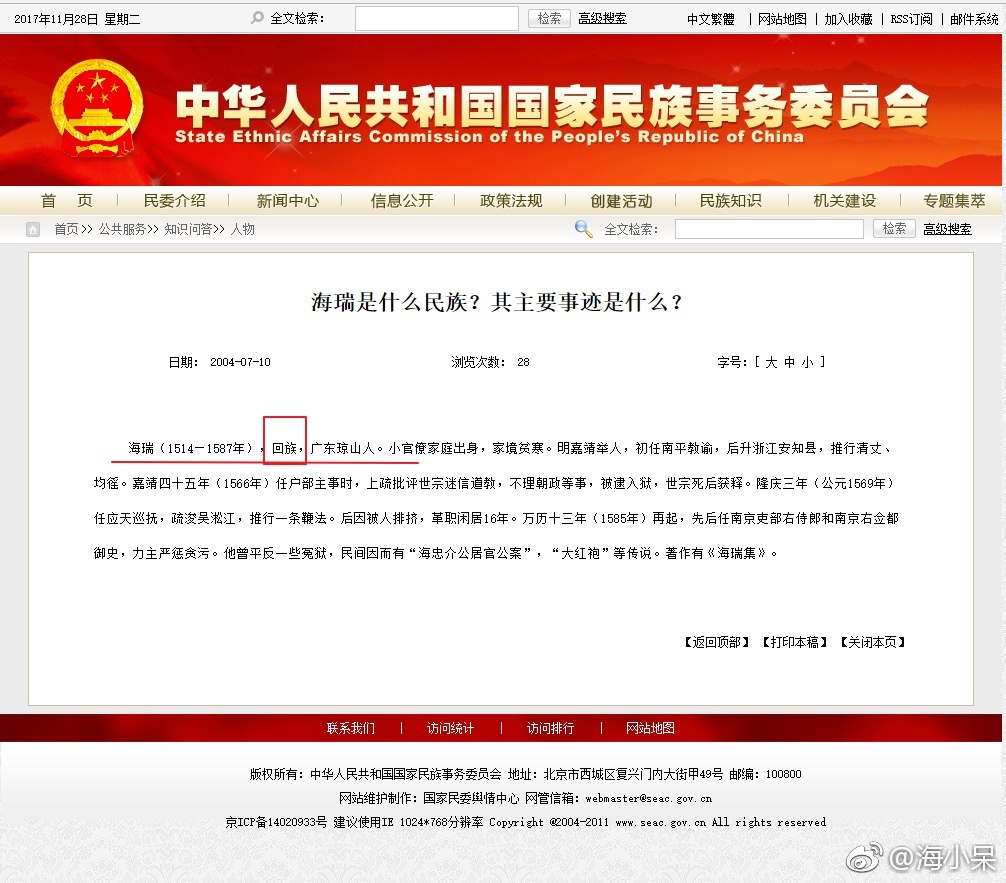 2017年11月28日 星期二 全文检索: 检索 高级搜索 中文繁體 | 网站地图 | 加入收藏 | RSS订阅 | 邮件系统
中华人民共和国国家民族事务委员会
State Ethnic Affairs Commission of the People's Republic of China
首 页 | 民委介绍 | 新闻中心 | 信息公开 | 政策法规 | 创建活动 | 民族知识 | 机关建设 | 专题集萃
首页>> 公共服务>> 知识问答>> 人物 全文检索: 检索 高级搜索
海瑞是什么民族？其主要事迹是什么？
日期: 2004-07-10 浏览次数: 28 字号:[ 大 中 小 ]
海瑞（1514－1587年），回族，广东琼山人。小官僚家庭出身，家境贫寒。明嘉靖举人，初任南平教谕，后升浙江安知县，推行清丈、
均徭。嘉靖四十五年（1566年）任户部主事时，上疏批评世宗迷信道教，不理朝政等事，被逮入狱，世宗死后获释。隆庆三年（公元1569年）
任应天巡抚，疏浚吴淞江，推行一条鞭法。后因被人排挤，革职闲居16年。万历十三年（1585年）再起，先后任南京吏部右侍郎和南京右佥都
御史，力主严惩贪污。他曾平反一些冤狱，民间因而有“海忠介公居官公案”，“大红袍”等传说。著作有《海瑞集》。
【返回顶部】 【打印本稿】 【关闭本页】
联系我们 | 访问统计 | 访问排行 | 网站地图
版权所有: 中华人民共和国国家民族事务委员会 地址: 北京市西城区复兴门内大街甲49号 邮编: 100800
网站维护制作: 国家民委舆情中心 网管信箱: webmaster@seac.gov.cn
京ICP备14020933号 建议使用IE 1024*768分辨率 Copyright @2004-2011 www.seac.gov.cn All rights reserved
@海小呆